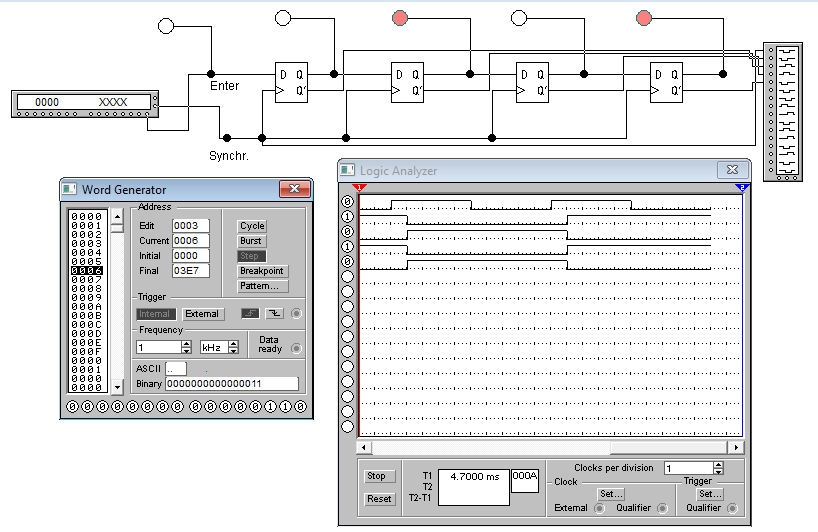 D Q
Q'
D Q
Q'
D Q
Q'
D Q
Q'
Enter
0000 XXXX
Synchr.
Word Generator
0000
0001
0002
0003
0004
0005
0006
0007
0008
0009
000A
000B
000C
000D
000E
000F
0000
0001
0000
0000
Address
Edit 0003
Current 0006
Initial 0000
Final 03E7
Cycle
Burst
Step
Breakpoint
Pattern...
Trigger
Internal External
Frequency
1 kHz
Data
ready
ASCII ..
Binary 0000000000000011
0 0 0 0 0 0 0 0 0 0 0 0 0 1 1 0
Logic Analyzer
1 2
0
1
0
1
0
Stop
Reset
T1
T2
T2-T1
4.7000 ms 000A
Clocks per division 1
Clock
Set...
External Qualifier
Trigger
Set...
Qualifier